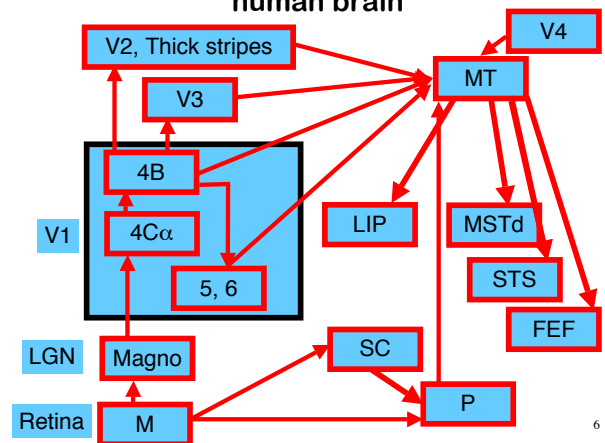 human brain
V2, Thick stripes
V4
MT
V3
4B
V1
4Cα
LIP
MSTd
5, 6
STS
FEF
LGN
Magno
SC
Retina
M
P
6